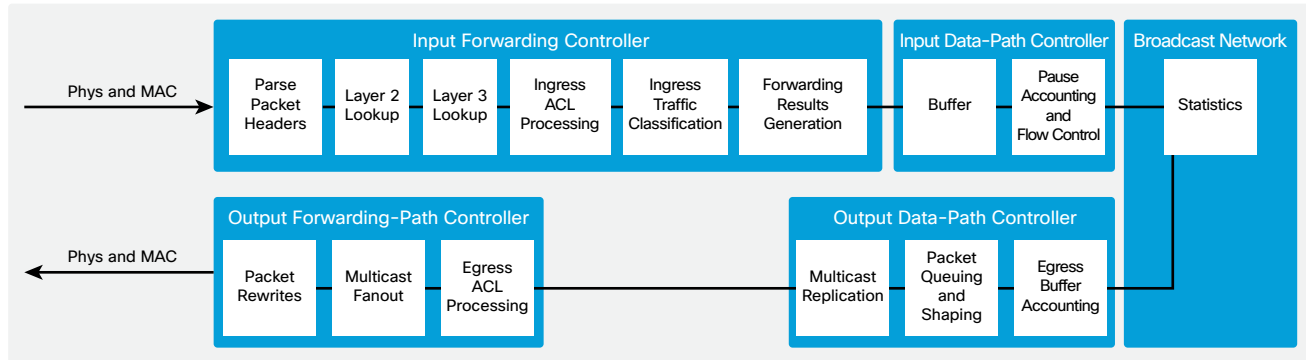 Input Forwarding Controller
Input Data-Path Controller
Broadcast Network
Phys and MAC
Parse
Packet
Headers
Layer 2
Lookup
Layer 3
Lookup
Ingress
ACL
Processing
Ingress
Traffic
Classification
Forwarding
Results
Generation
Buffer
Pause
Accounting
and
Flow Control
Statistics
Output Forwarding-Path Controller
Output Data-Path Controller
Phys and MAC
Packet
Rewrites
Multicast
Fanout
Egress
ACL
Processing
Multicast
Replication
Packet
Queuing
and
Shaping
Egress
Buffer
Accounting